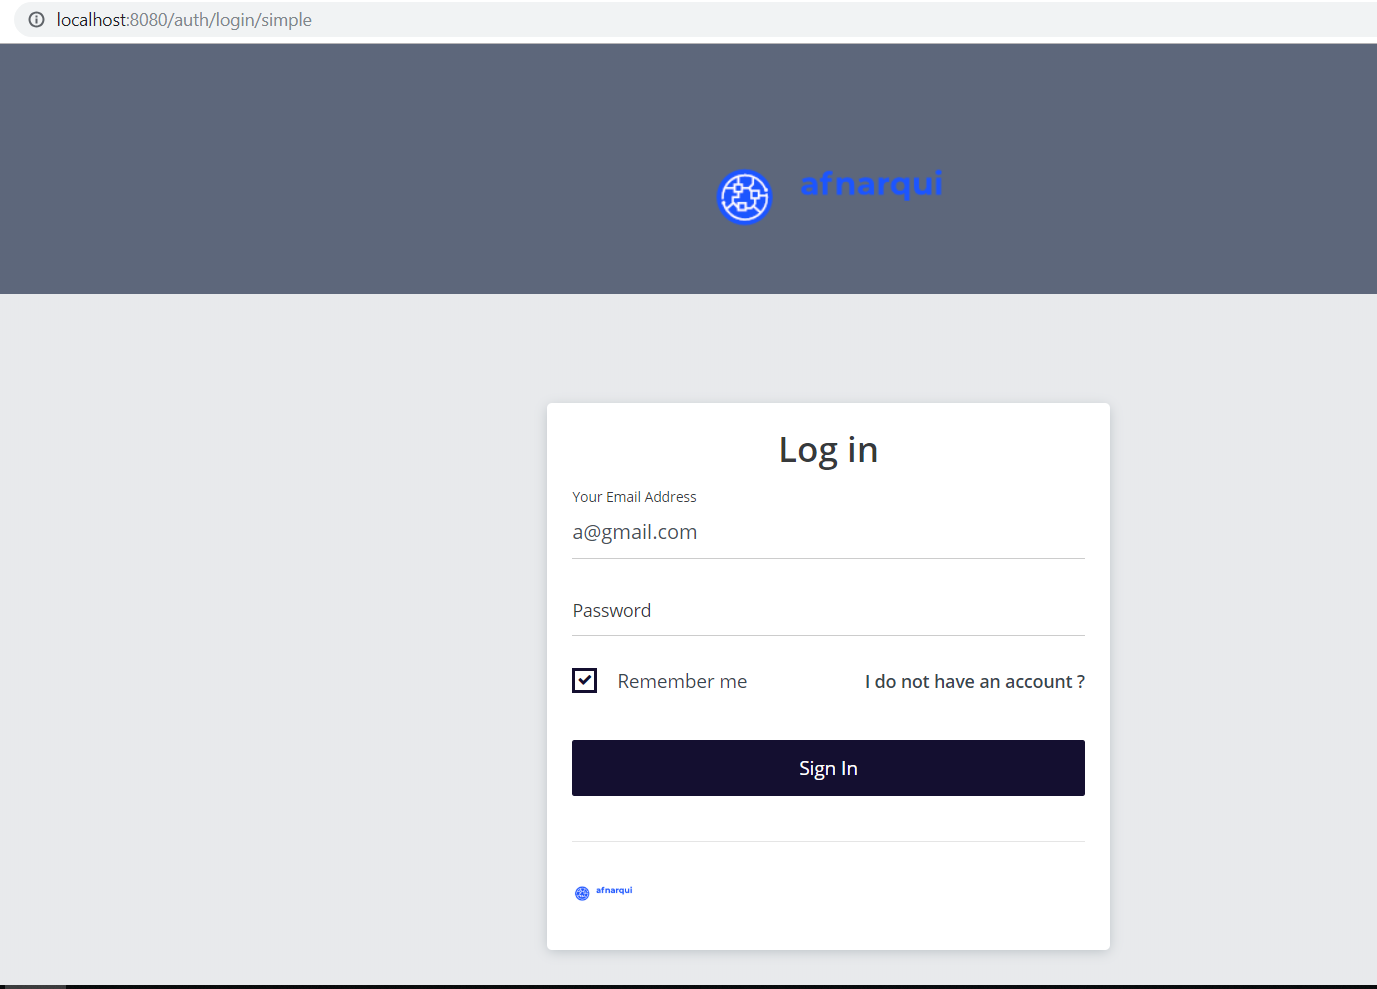 localhost:8080/auth/login/simple
afnarqui
Log in
Your Email Address
a@gmail.com
Password
Remember me
I do not have an account ?
Sign In
afnarqui